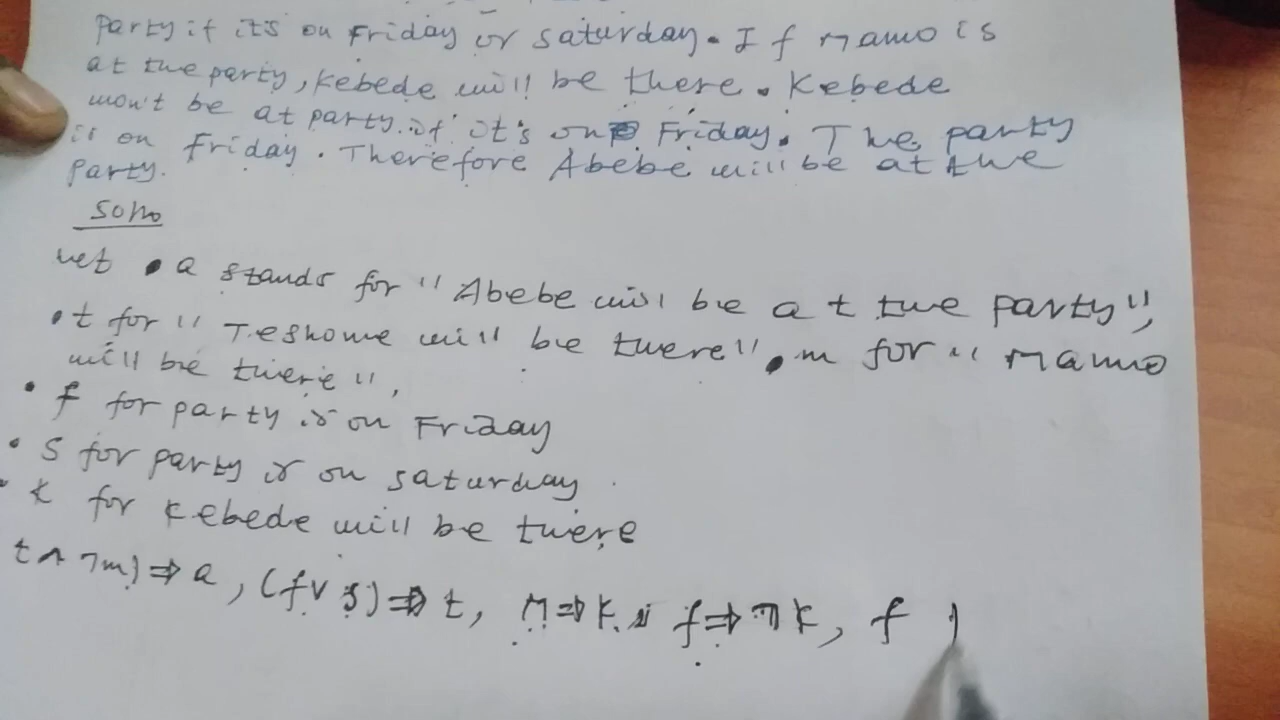 party if it's on Friday or saturday. If Mamo is
at the party, kebede will be there. Kebede
won't be at party if it's on Friday. The party
is on Friday. Therefore Abebe will be at the
party.
soln
Let • a stands for "Abebe will be at the party",
• t for "Teshome will be there" • m for "Mamo
will be there",
• f for party is on Friday
• S for party is on saturday
• k for Kebede will be there
t ∧ ¬m) ⇒ a, (f ∨ s) ⇒ t, m ⇒ k, f ⇒ ¬k, f